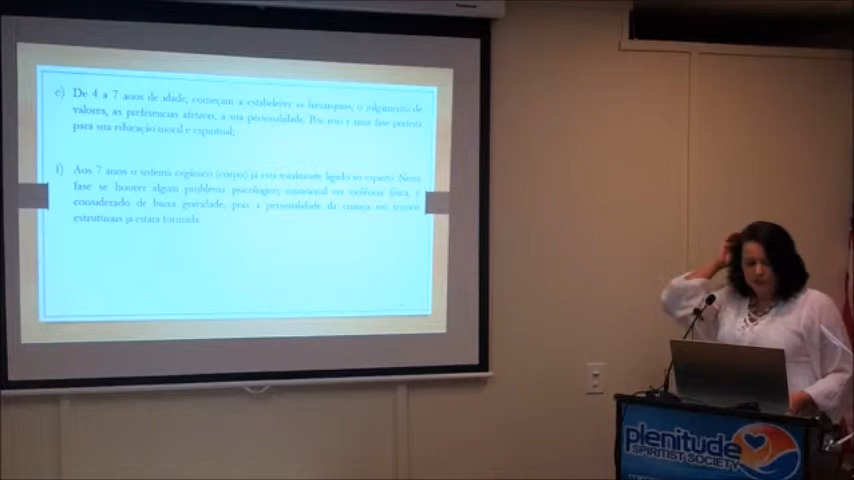 e) De 4 a 7 anos de idade, começam a estabelecer as hierarquias, o julgamento de
valores, as preferências afetivas, a sua personalidade. Por isso é uma fase perfeita
para sua educação moral e espiritual;
f) Aos 7 anos o sistema orgânico (corpo) já está totalmente ligado ao espírito. Nesta
fase se houver algum problema psicológico, emocional ou violência física, é
considerado de baixa gravidade, pois a personalidade da criança em termos
estruturais já estará formada.
plenitude
SPIRITIST SOCIETY